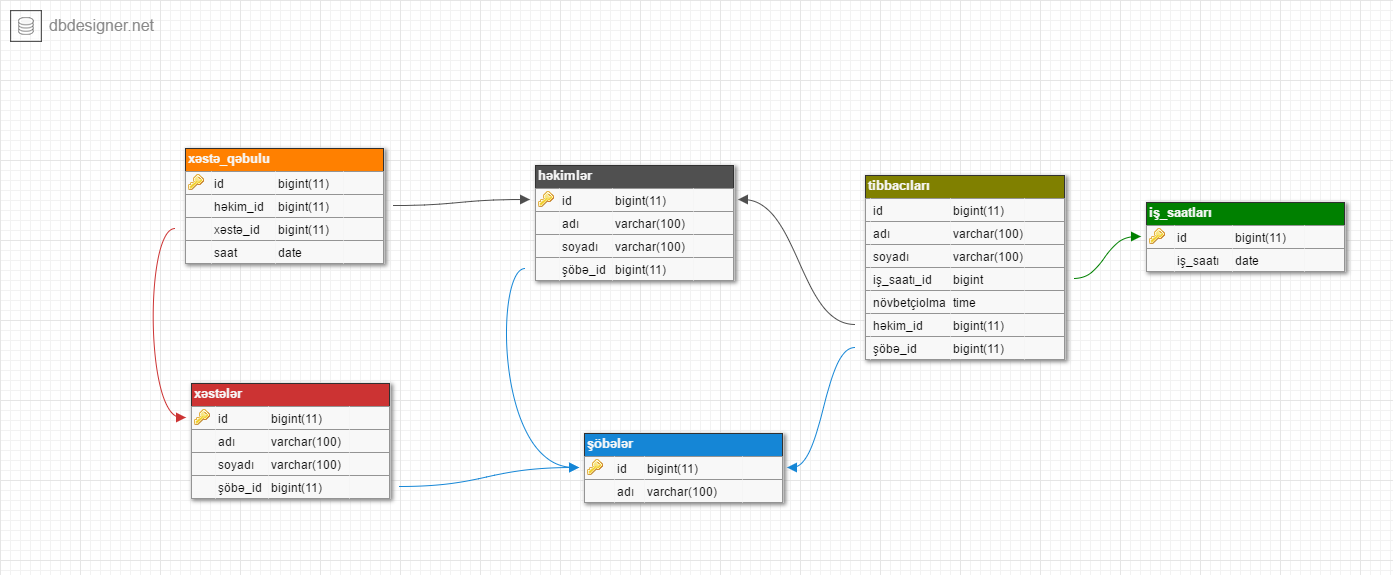 dbdesigner.net
xəstə_qəbulu
id bigint(11)
həkim_id bigint(11)
xəstə_id bigint(11)
saat date
həkimlər
id bigint(11)
adı varchar(100)
soyadı varchar(100)
şöbə_id bigint(11)
tibbacıları
id bigint(11)
adı varchar(100)
soyadı varchar(100)
iş_saatı_id bigint
növbetçiolma time
həkim_id bigint(11)
şöbə_id bigint(11)
iş_saatları
id bigint(11)
iş_saatı date
xəstələr
id bigint(11)
adı varchar(100)
soyadı varchar(100)
şöbə_id bigint(11)
şöbələr
id bigint(11)
adı varchar(100)